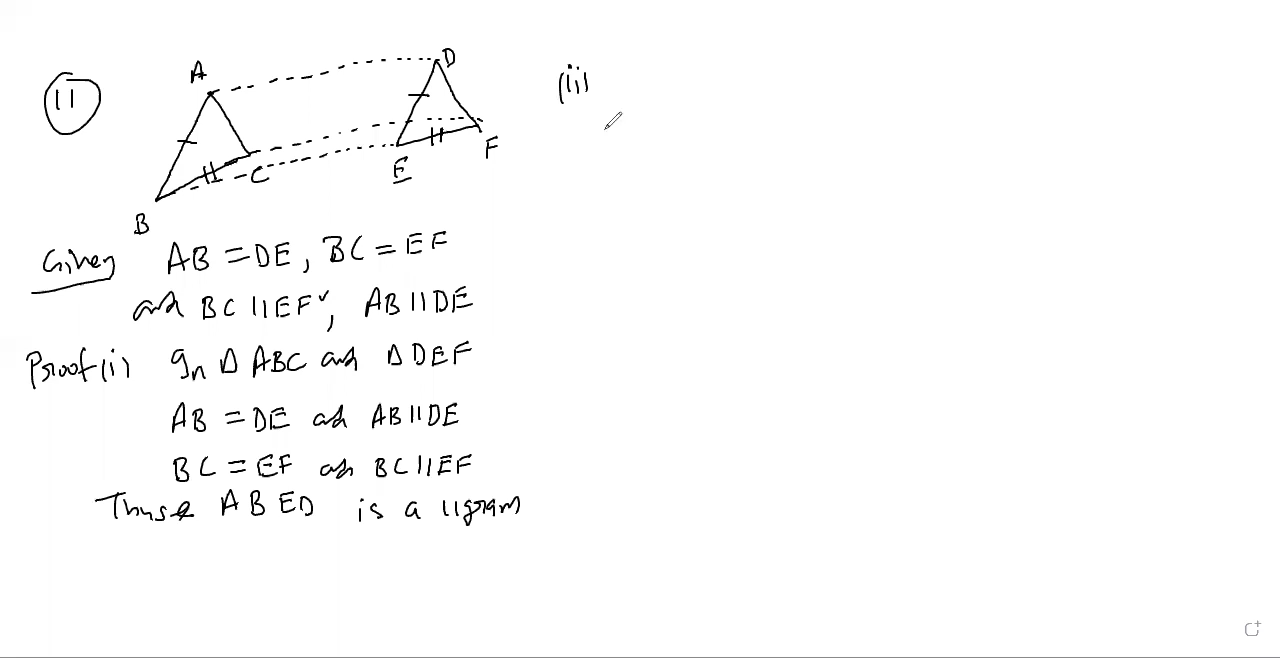 11
A
D
(ii)
B
C
E
F
Given AB = DE, BC = EF
and BC || EF, AB || DE
Proof (i) In Δ ABC and Δ DEF
AB = DE and AB || DE
BC = EF and BC || EF
Thus ABED is a ||gram